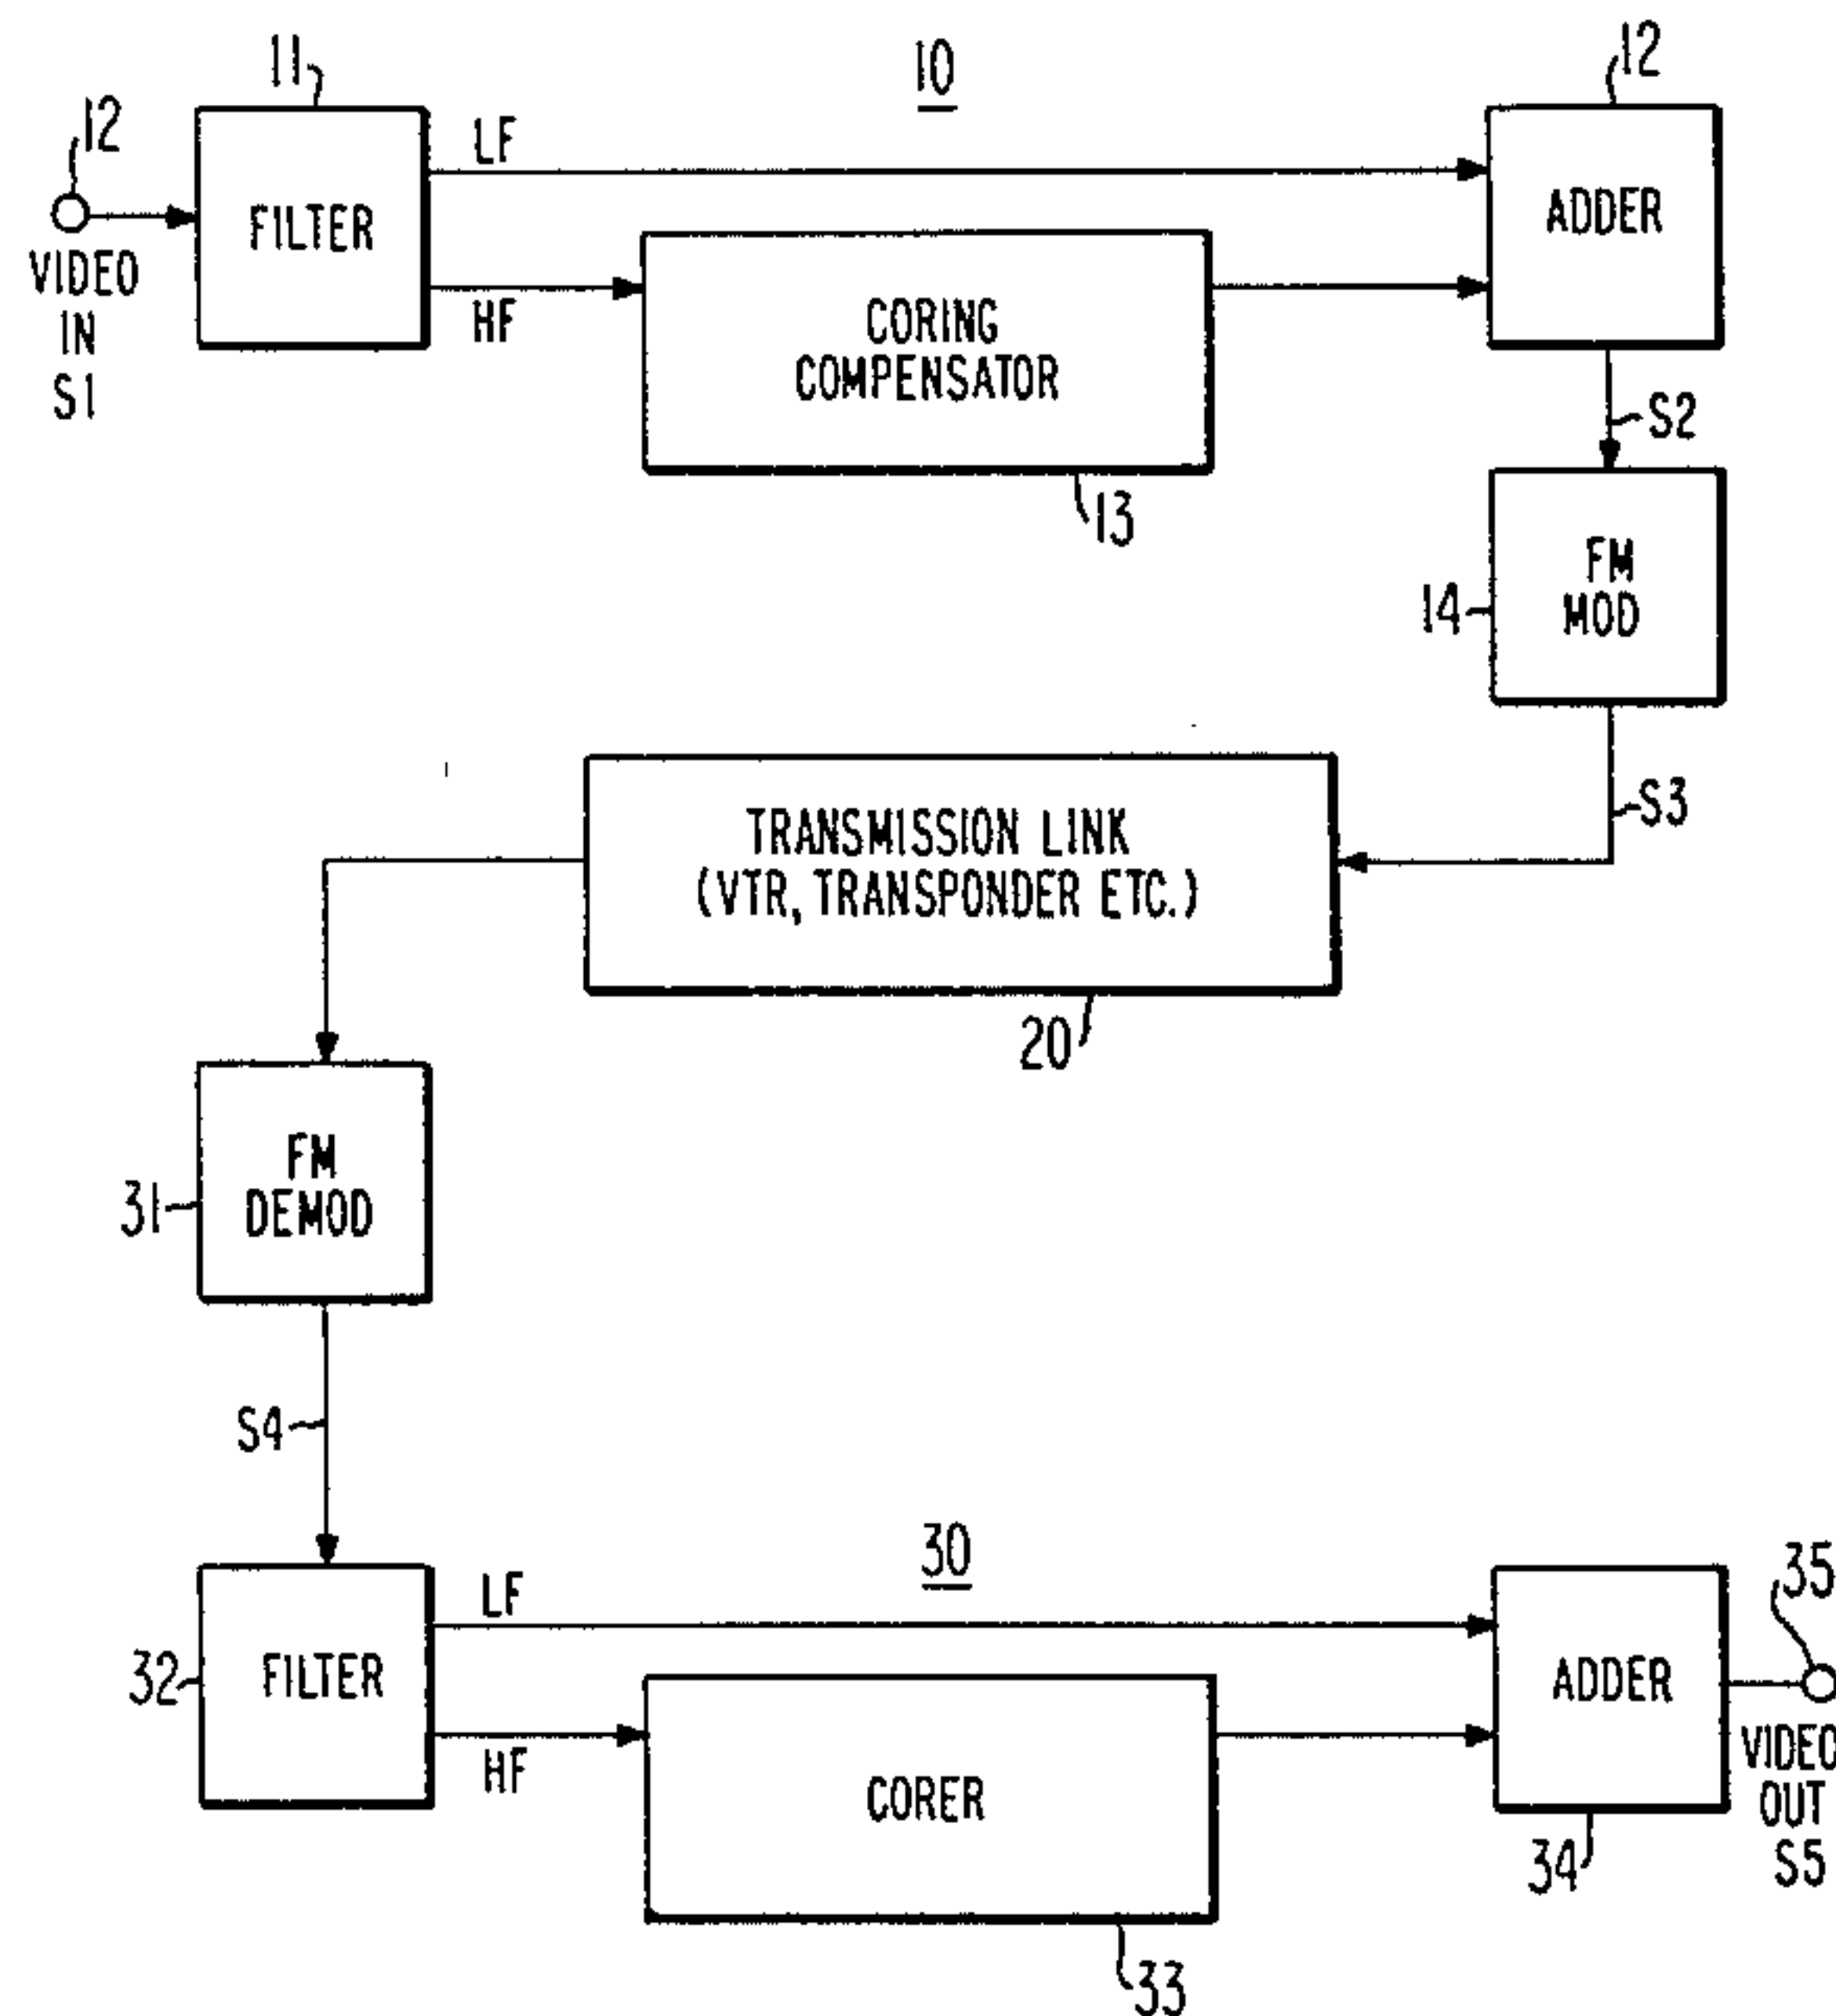 11
10
12
12
LF
FILTER
ADDER
VIDEO
IN
S1
HF
CORING
COMPENSATOR
S2
13
FM
MOD
14
S3
TRANSMISSION LINK
(VTR, TRANSPONDER ETC.)
20
FM
DEMOD
31
S4
30
35
LF
32
FILTER
ADDER
HF
VIDEO
OUT
S5
CORER
34
33